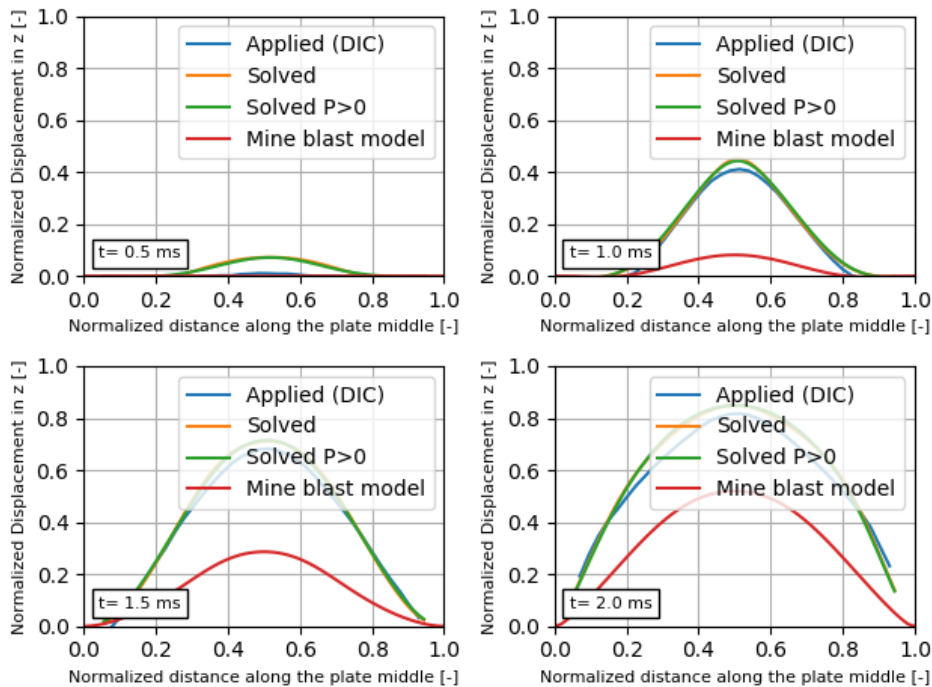 Normalized Displacement in z [-]
1.0
0.8
0.6
0.4
0.2
0.0
Applied (DIC)
Solved
Solved P>0
Mine blast model
t= 0.5 ms
0.0 0.2 0.4 0.6 0.8 1.0
Normalized distance along the plate middle [-]
Normalized Displacement in z [-]
1.0
0.8
0.6
0.4
0.2
0.0
Applied (DIC)
Solved
Solved P>0
Mine blast model
t= 1.0 ms
0.0 0.2 0.4 0.6 0.8 1.0
Normalized distance along the plate middle [-]
Normalized Displacement in z [-]
1.0
0.8
0.6
0.4
0.2
0.0
Applied (DIC)
Solved
Solved P>0
Mine blast model
t= 1.5 ms
0.0 0.2 0.4 0.6 0.8 1.0
Normalized distance along the plate middle [-]
Normalized Displacement in z [-]
1.0
0.8
0.6
0.4
0.2
0.0
Applied (DIC)
Solved
Solved P>0
Mine blast model
t= 2.0 ms
0.0 0.2 0.4 0.6 0.8 1.0
Normalized distance along the plate middle [-]